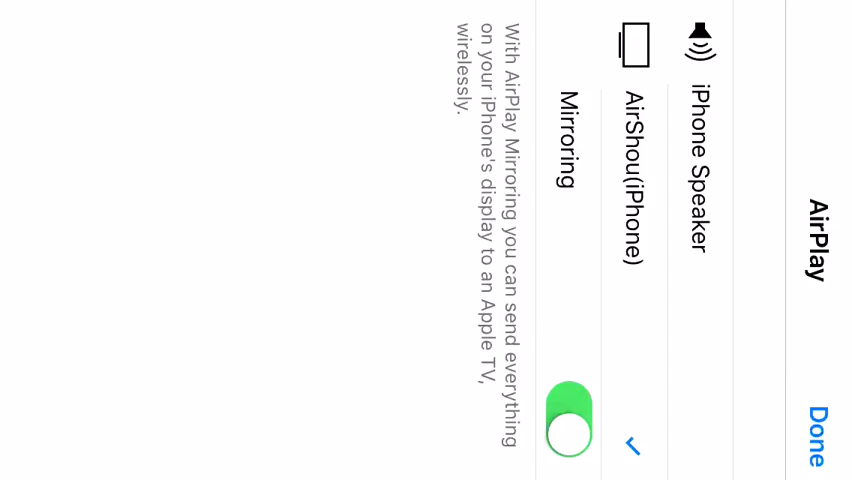 AirPlay
Done
iPhone Speaker
AirShou(iPhone)
Mirroring
With AirPlay Mirroring you can send everything
on your iPhone's display to an Apple TV,
wirelessly.